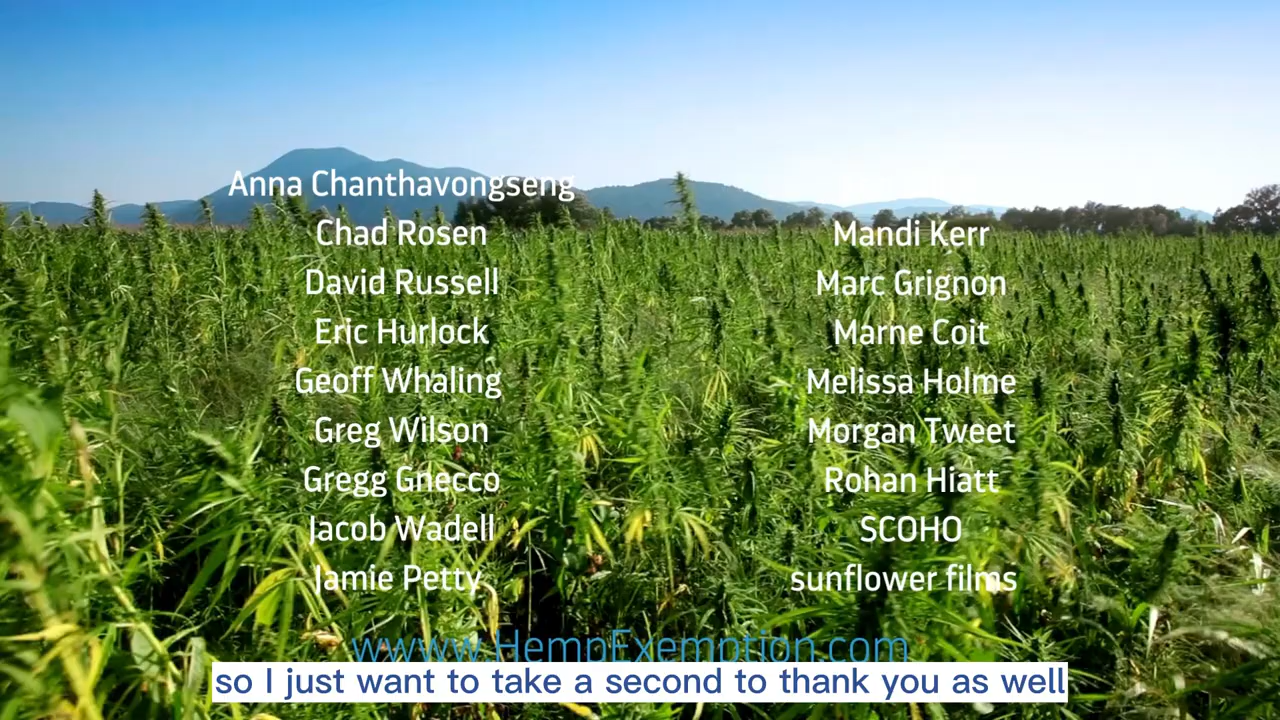 Anna Chanthavongseng
Chad Rosen
David Russell
Eric Hurlock
Geoff Whaling
Greg Wilson
Gregg Gnecco
Jacob Wadell
Jamie Petty
Mandi Kerr
Marc Grignon
Marne Coit
Melissa Holme
Morgan Tweet
Rohan Hiatt
SCOHO
sunflower films
www.HempExemption.com
so I just want to take a second to thank you as well